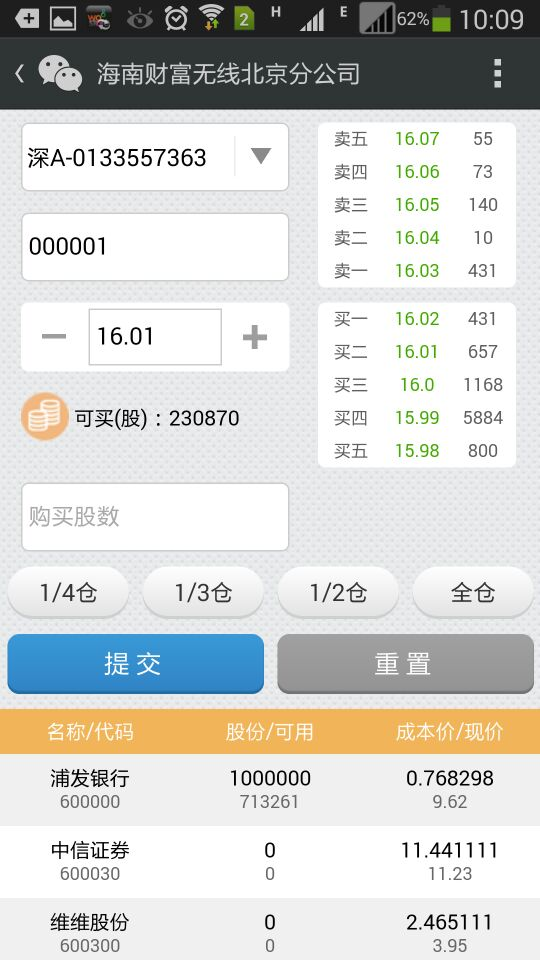 2 H E 62% 10:09
海南财富无线北京分公司
深A-0133557363
000001
16.01
可买(股)：230870
购买股数
卖五 16.07 55
卖四 16.06 73
卖三 16.05 140
卖二 16.04 10
卖一 16.03 431
买一 16.02 431
买二 16.01 657
买三 16.0 1168
买四 15.99 5884
买五 15.98 800
1/4仓 1/3仓 1/2仓 全仓
提交 重置
名称/代码 股份/可用 成本价/现价
浦发银行 1000000 0.768298
600000 713261 9.62
中信证券 0 11.441111
600030 0 11.23
维维股份 0 2.465111
600300 0 3.95